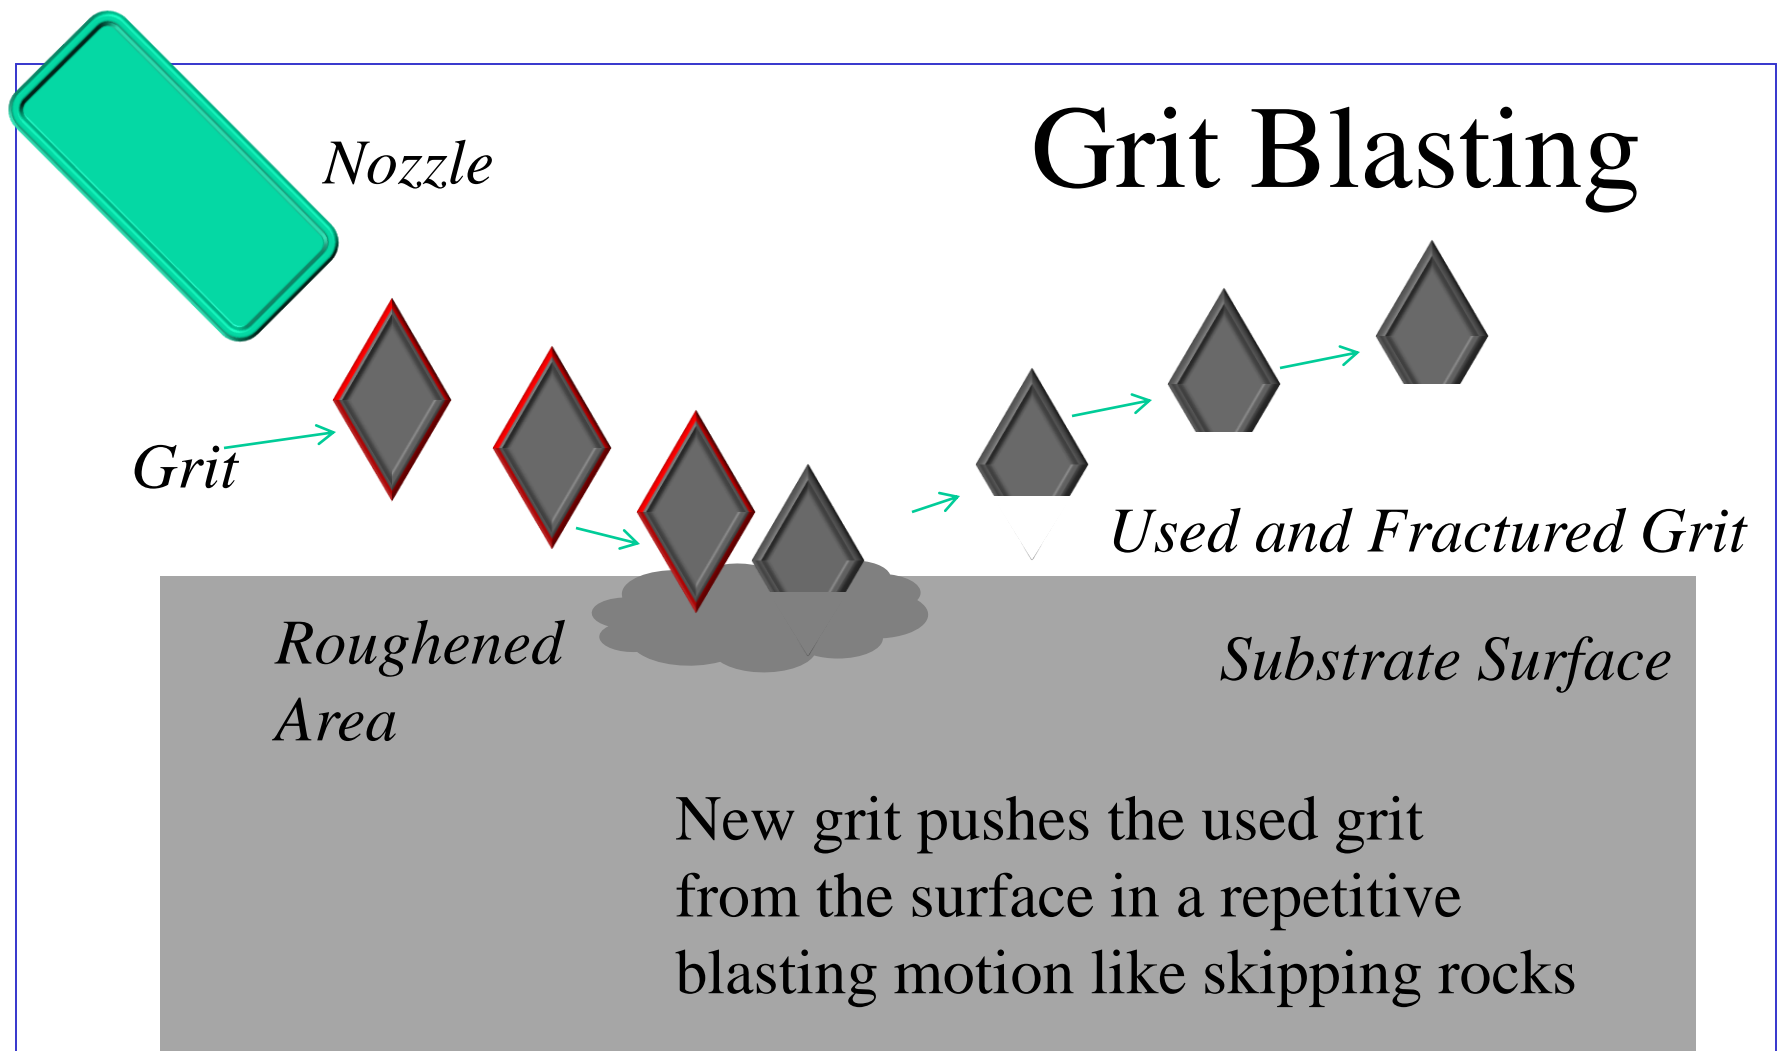 Grit Blasting
Nozzle
Grit
Used and Fractured Grit
Roughened
Area
Substrate Surface
New grit pushes the used grit
from the surface in a repetitive
blasting motion like skipping rocks